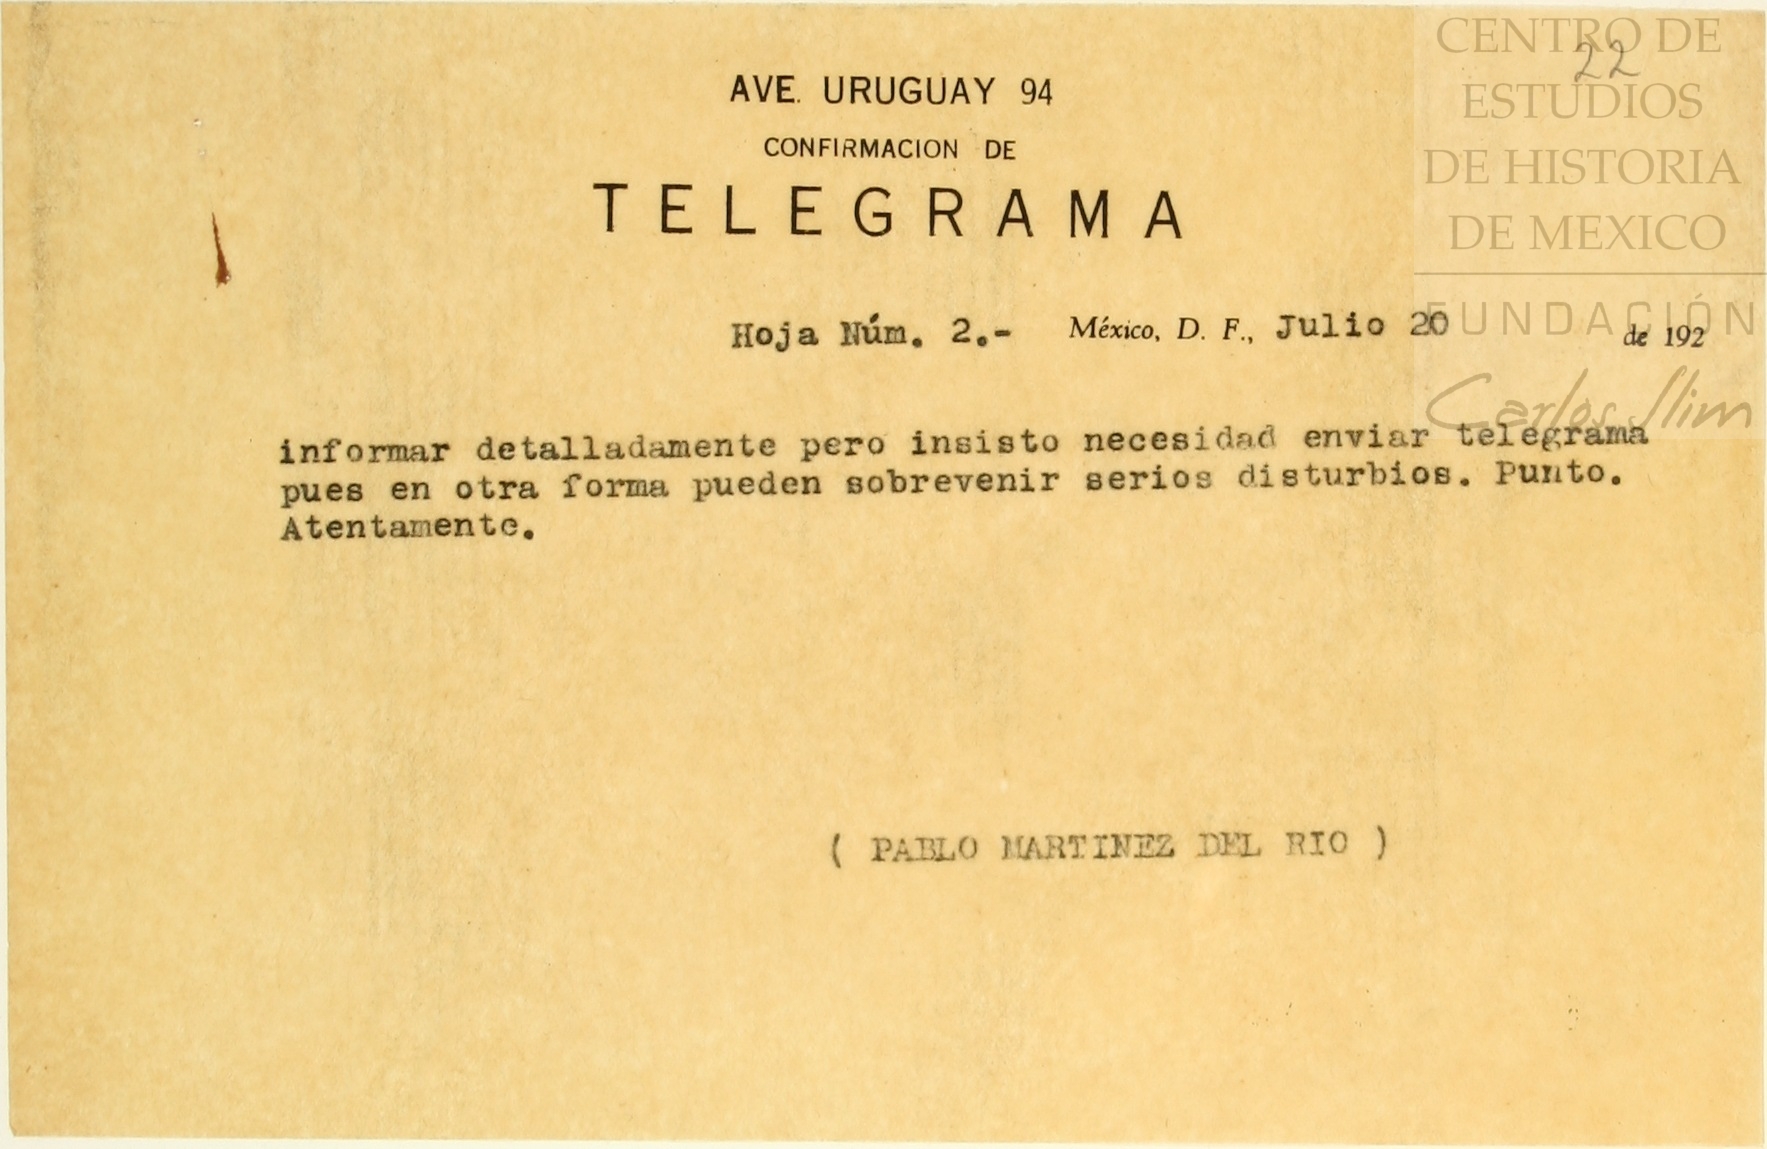 CENTRO DE
ESTUDIOS
DE HISTORIA
DE MEXICO
FUNDACIÓN
Carlos Slim
22
AVE. URUGUAY 94
CONFIRMACION DE
TELEGRAMA
Hoja Núm. 2.- México, D. F., Julio 20 de 192
informar detalladamente pero insisto necesidad enviar telegrama
pues en otra forma pueden sobrevenir serios disturbios. Punto.
Atentamente.
( PABLO MARTINEZ DEL RIO )